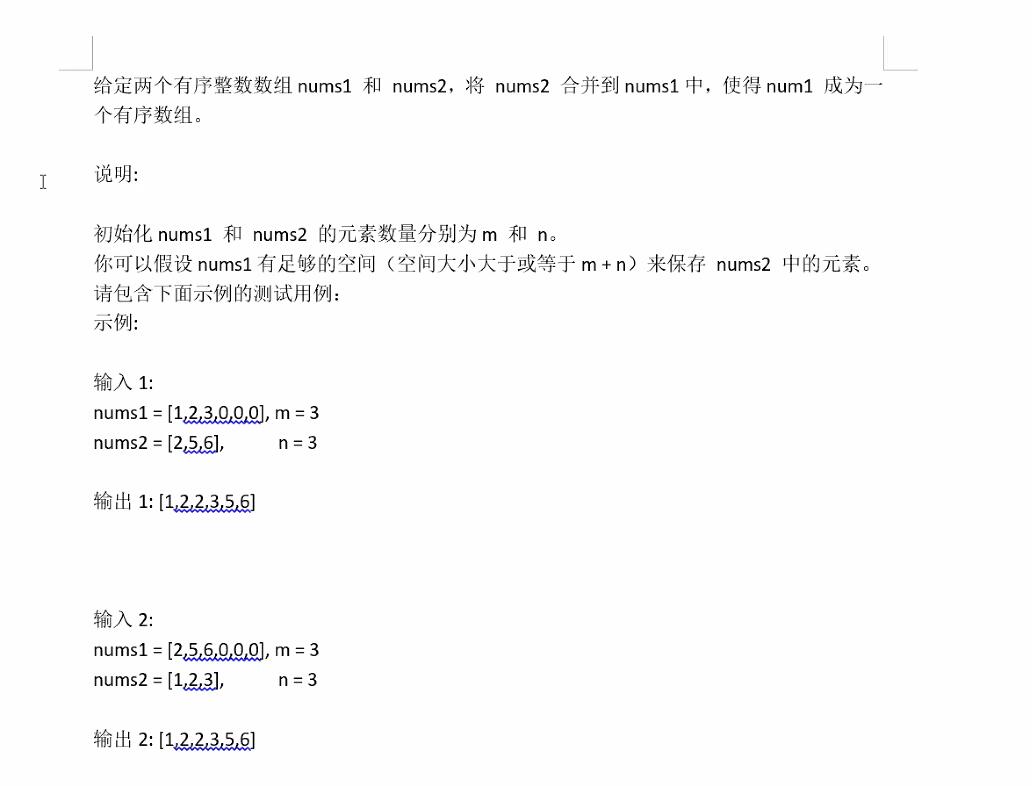 给定两个有序整数数组 nums1 和 nums2，将 nums2 合并到 nums1 中，使得 num1 成为一
个有序数组。
说明:
初始化 nums1 和 nums2 的元素数量分别为 m 和 n。
你可以假设 nums1 有足够的空间（空间大小大于或等于 m + n）来保存 nums2 中的元素。
请包含下面示例的测试用例：
示例:
输入 1:
nums1 = [1,2,3,0,0,0], m = 3
nums2 = [2,5,6], n = 3
输出 1: [1,2,2,3,5,6]
输入 2:
nums1 = [2,5,6,0,0,0], m = 3
nums2 = [1,2,3], n = 3
输出 2: [1,2,2,3,5,6]